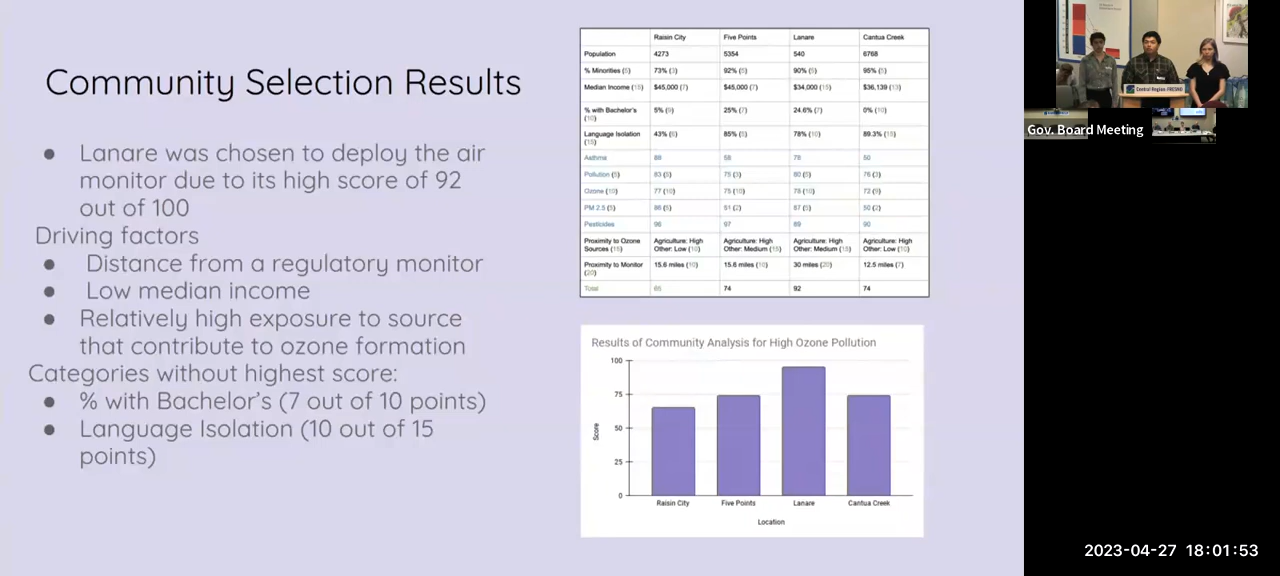 Community Selection Results
● Lanare was chosen to deploy the air
monitor due to its high score of 92
out of 100
Driving factors
● Distance from a regulatory monitor
● Low median income
● Relatively high exposure to source
that contribute to ozone formation
Categories without highest score:
● % with Bachelor's (7 out of 10 points)
● Language Isolation (10 out of 15
points)
Raisin City Five Points Lanare Cantua Creek
Population 4273 5354 540 6768
% Minorities (5) 73% (3) 92% (5) 90% (5) 95% (5)
Median Income (15) $45,000 (7) $45,000 (7) $34,000 (15) $36,139 (13)
% with Bachelor's 5% (9) 25% (7) 24.6% (7) 0% (10)
(10)
Language Isolation 43% (6) 85% (8) 78% (10) 89.3% (10)
(15)
Asthma 88 58 78 50
Pollution (5) 83 (5) 75 (3) 80 (5) 76 (3)
Ozone (10) 77 (10) 75 (10) 78 (10) 72 (9)
PM 2.5 (5) 86 (5) 51 (2) 87 (5) 50 (2)
Pesticides 96 97 89 90
Proximity to Ozone Agriculture: High Agriculture: High Agriculture: High Agriculture: High
Sources (15) Other: Low (10) Other: Medium (15) Other: Medium (15) Other: Low (10)
Proximity to Monitor 15.6 miles (10) 15.6 miles (10) 30 miles (20) 12.5 miles (7)
(20)
Total 65 74 92 74
Results of Community Analysis for High Ozone Pollution
100
75
50
25
0
Score
Raisin City Five Points Lanare Cantua Creek
Location
Central Region-FRESNO
Gov. Board Meeting
2023-04-27 18:01:53